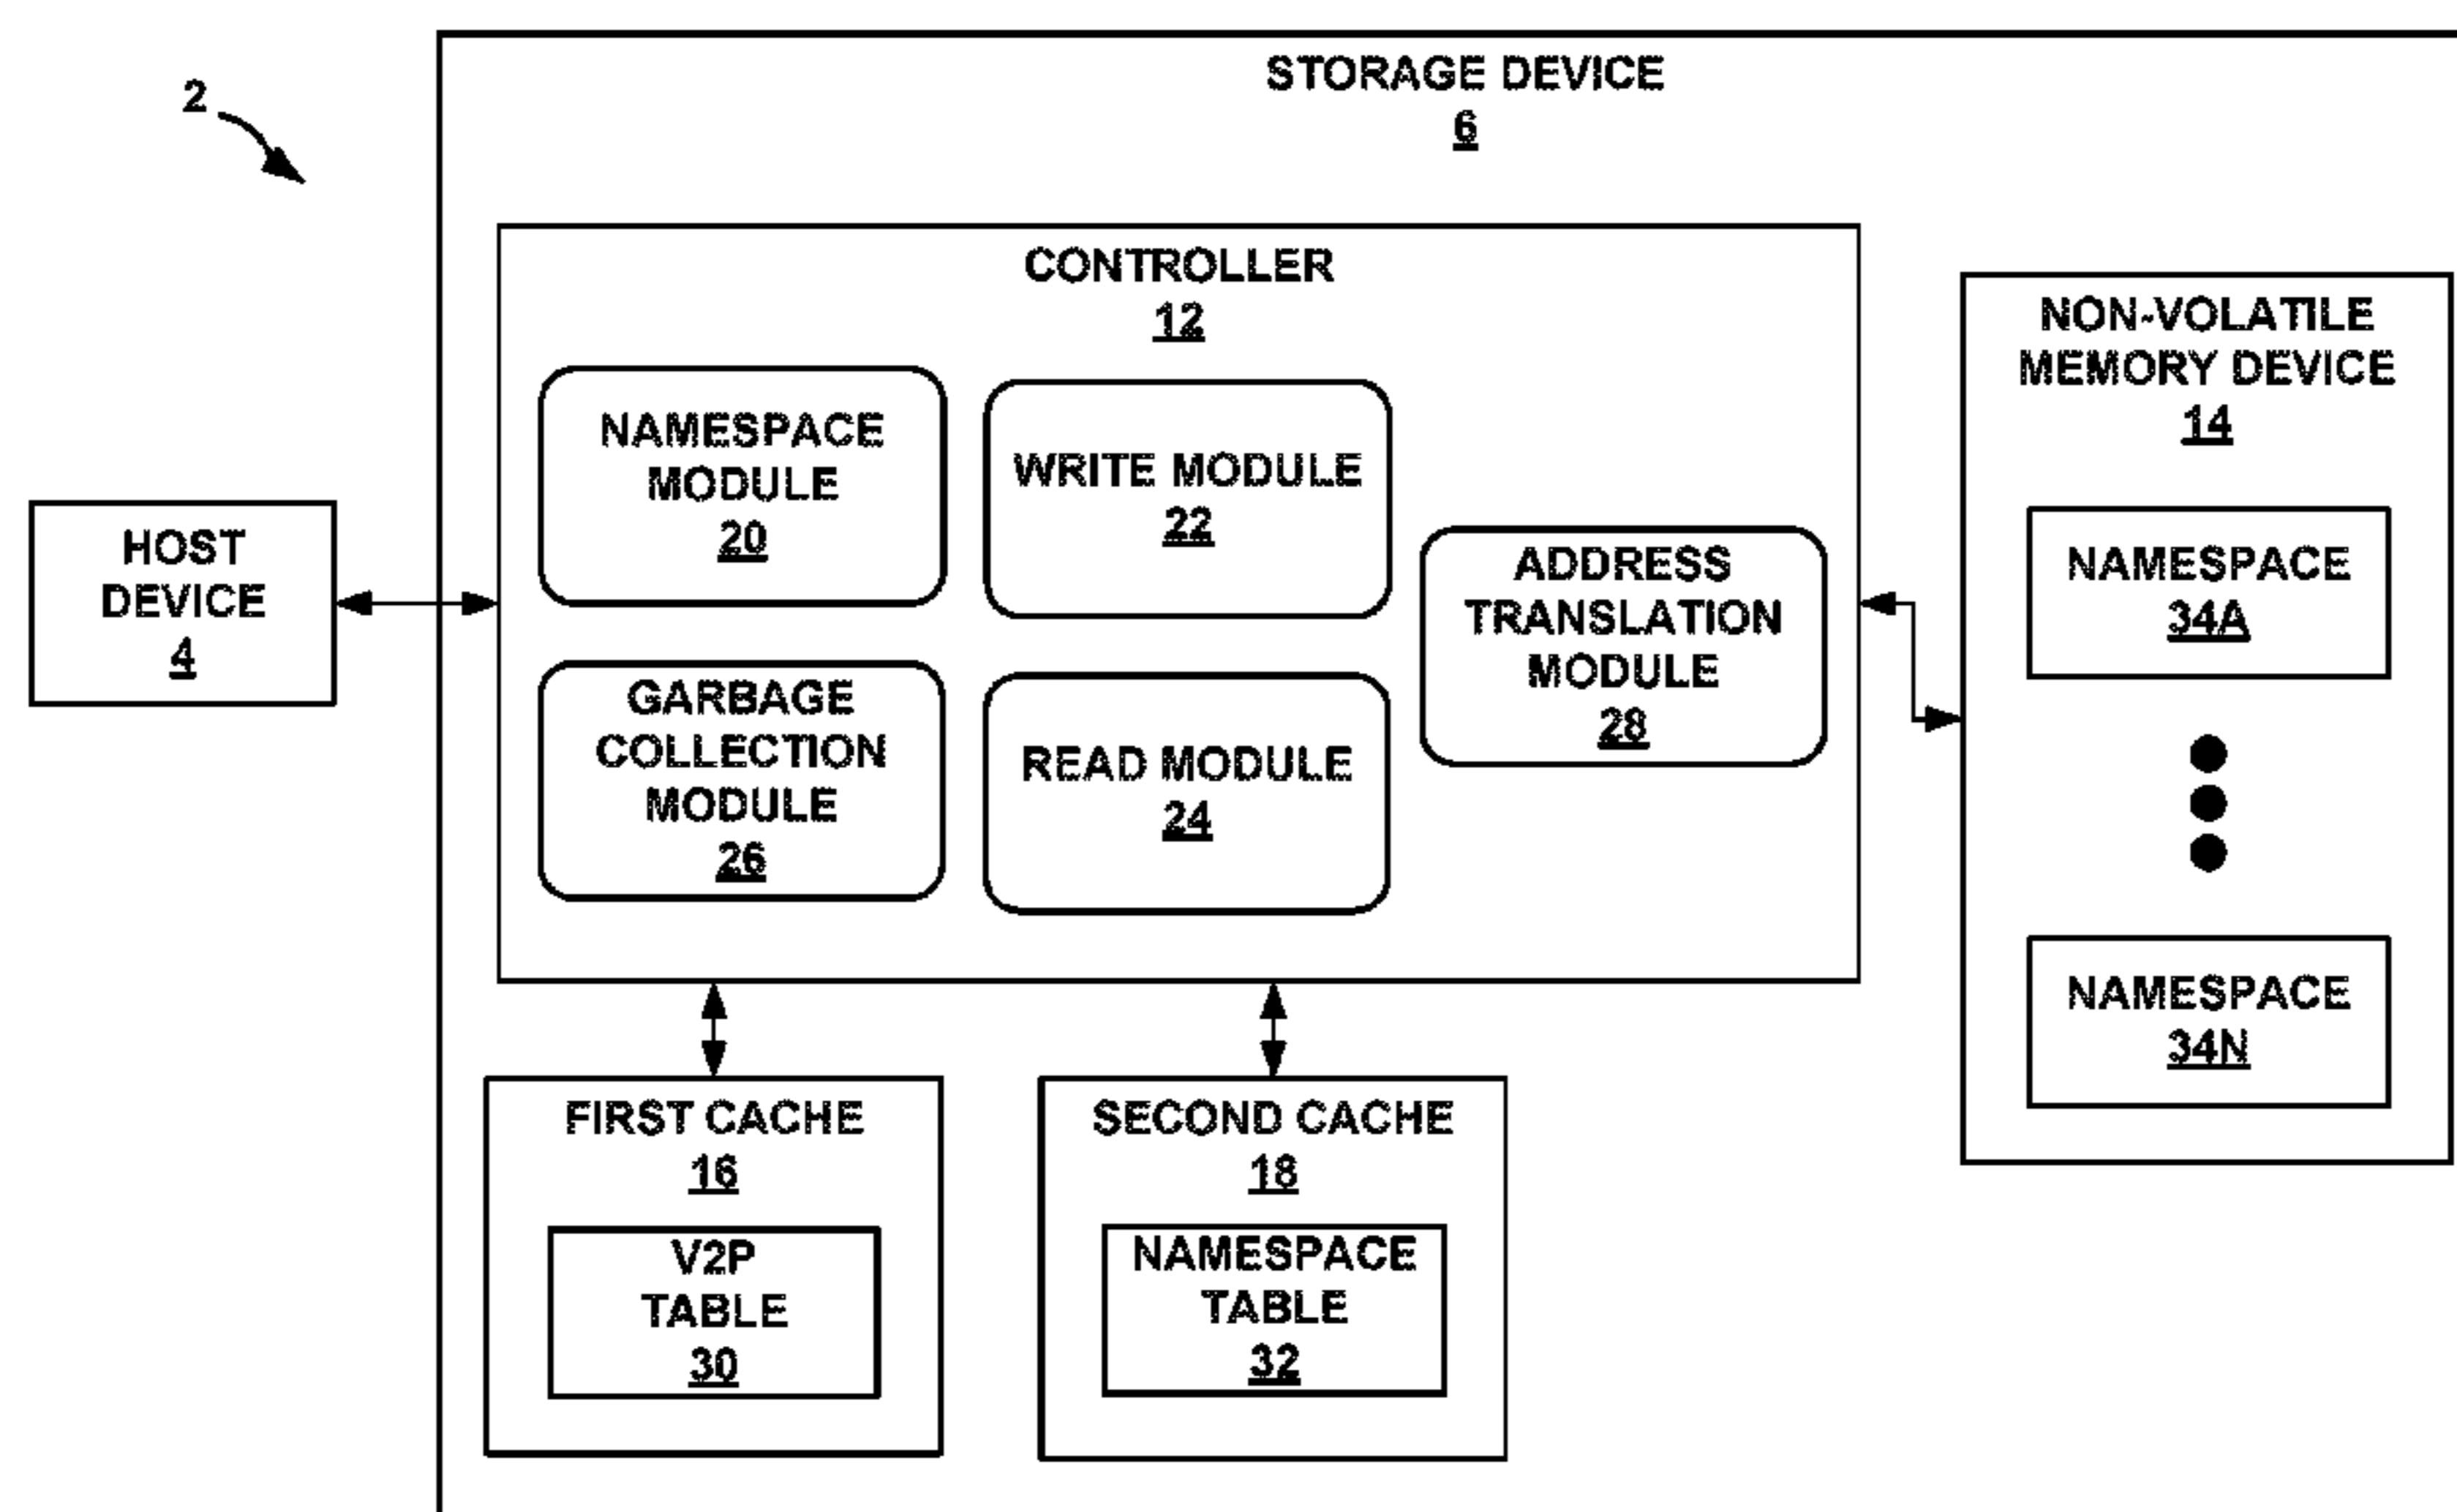 2
STORAGE DEVICE
6
CONTROLLER
12
NAMESPACE
MODULE
20
WRITE MODULE
22
ADDRESS
TRANSLATION
MODULE
28
GARBAGE
COLLECTION
MODULE
26
READ MODULE
24
HOST
DEVICE
4
NON-VOLATILE
MEMORY DEVICE
14
NAMESPACE
34A
NAMESPACE
34N
FIRST CACHE
16
V2P
TABLE
30
SECOND CACHE
18
NAMESPACE
TABLE
32